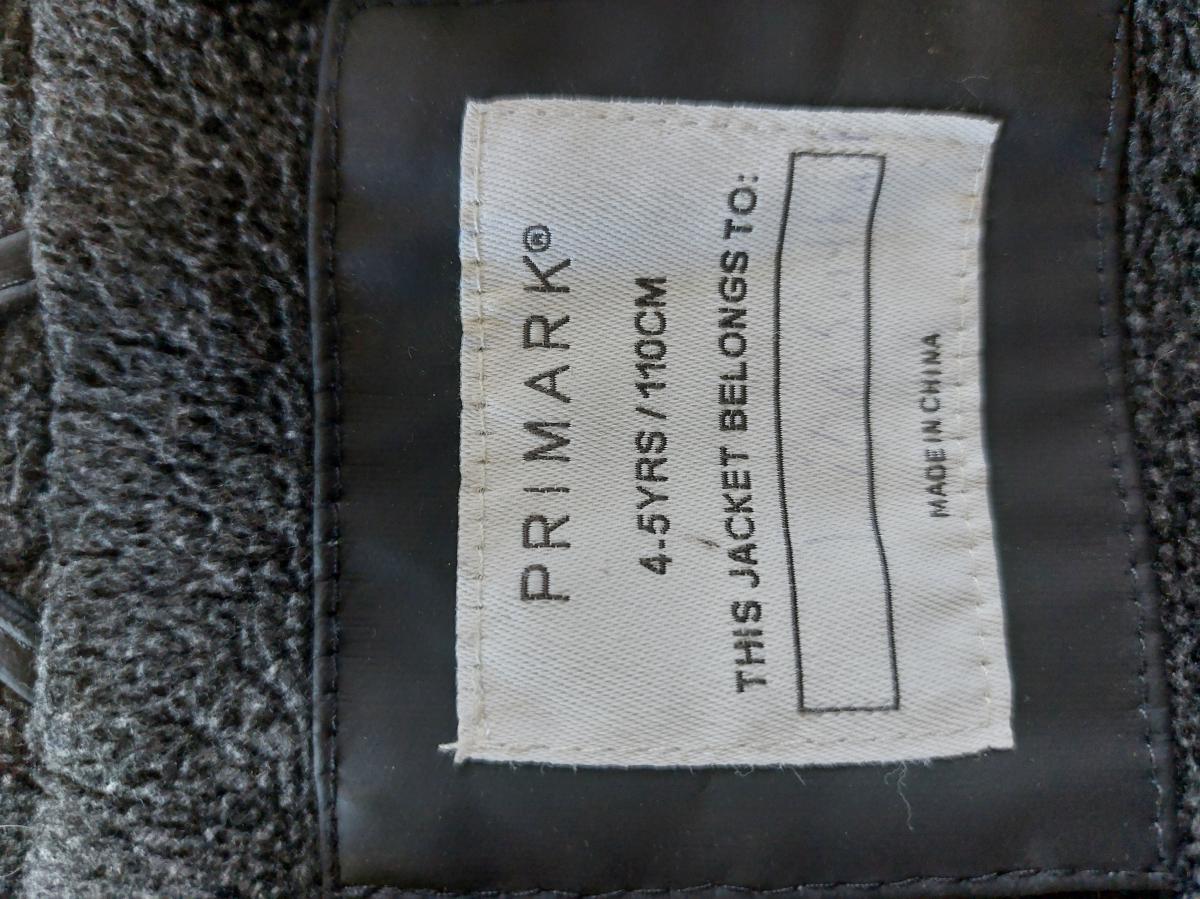 PRIMARK®
4-5YRS / 110CM
THIS JACKET BELONGS TO:
MADE IN CHINA